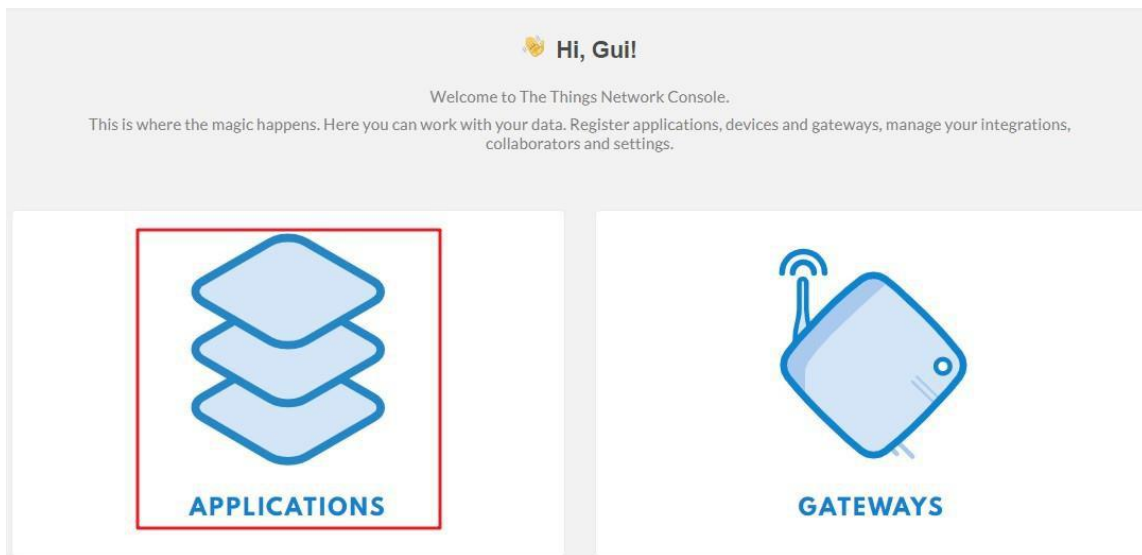 Hi, Gui!
Welcome to The Things Network Console.
This is where the magic happens. Here you can work with your data. Register applications, devices and gateways, manage your integrations,
collaborators and settings.
APPLICATIONS
GATEWAYS